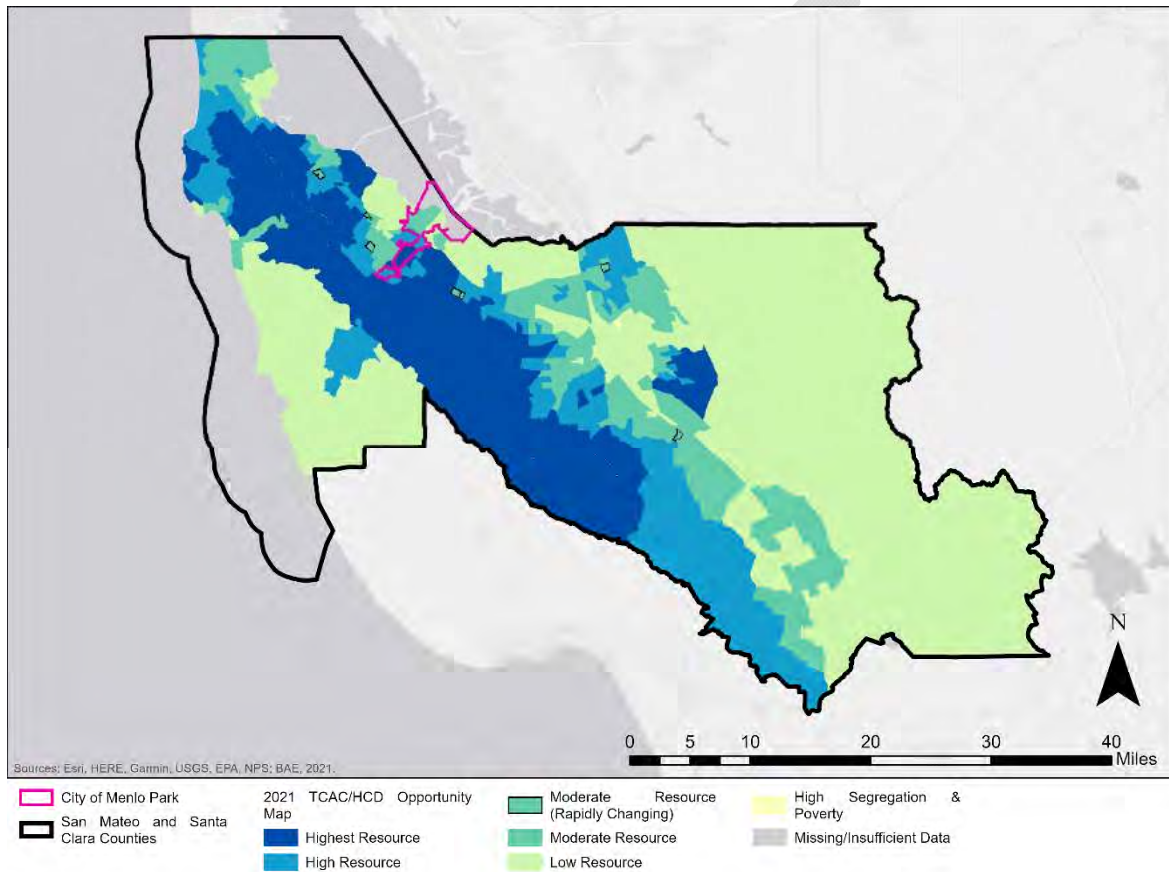 N
0 5 10 20 30 40
Miles
Sources: Esri, HERE, Garmin, USGS, EPA, NPS; BAE, 2021.
City of Menlo Park
San Mateo and Santa
Clara Counties
2021 TCAC/HCD Opportunity
Map
Highest Resource
High Resource
Moderate Resource
(Rapidly Changing)
Moderate Resource
Low Resource
High Segregation &
Poverty
Missing/Insufficient Data